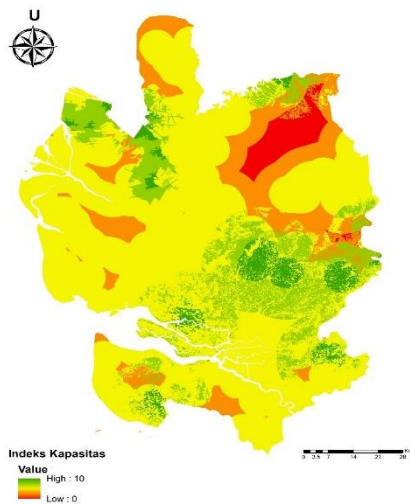 U
Indeks Kapasitas
Value
High : 10
Low : 0
0 3.5 7 14 21 28